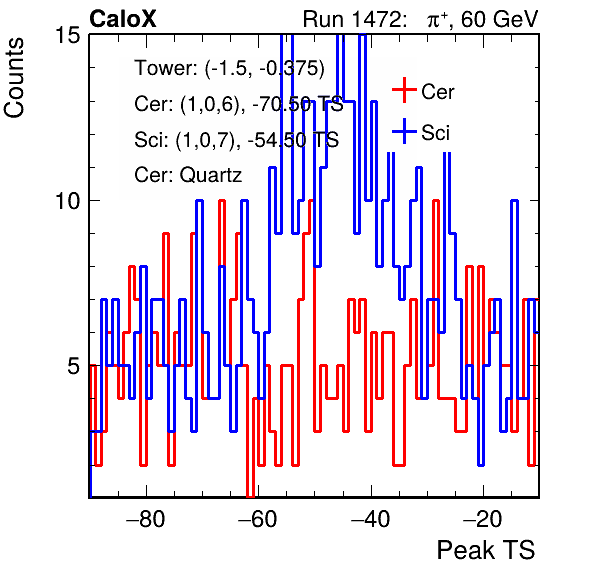 CaloX Run 1472: π⁺, 60 GeV
Counts
15
10
5
Tower: (-1.5, -0.375)
Cer: (1,0,6), -70.50 TS
Sci: (1,0,7), -54.50 TS
Cer: Quartz
Cer
Sci
−80 −60 −40 −20
Peak TS